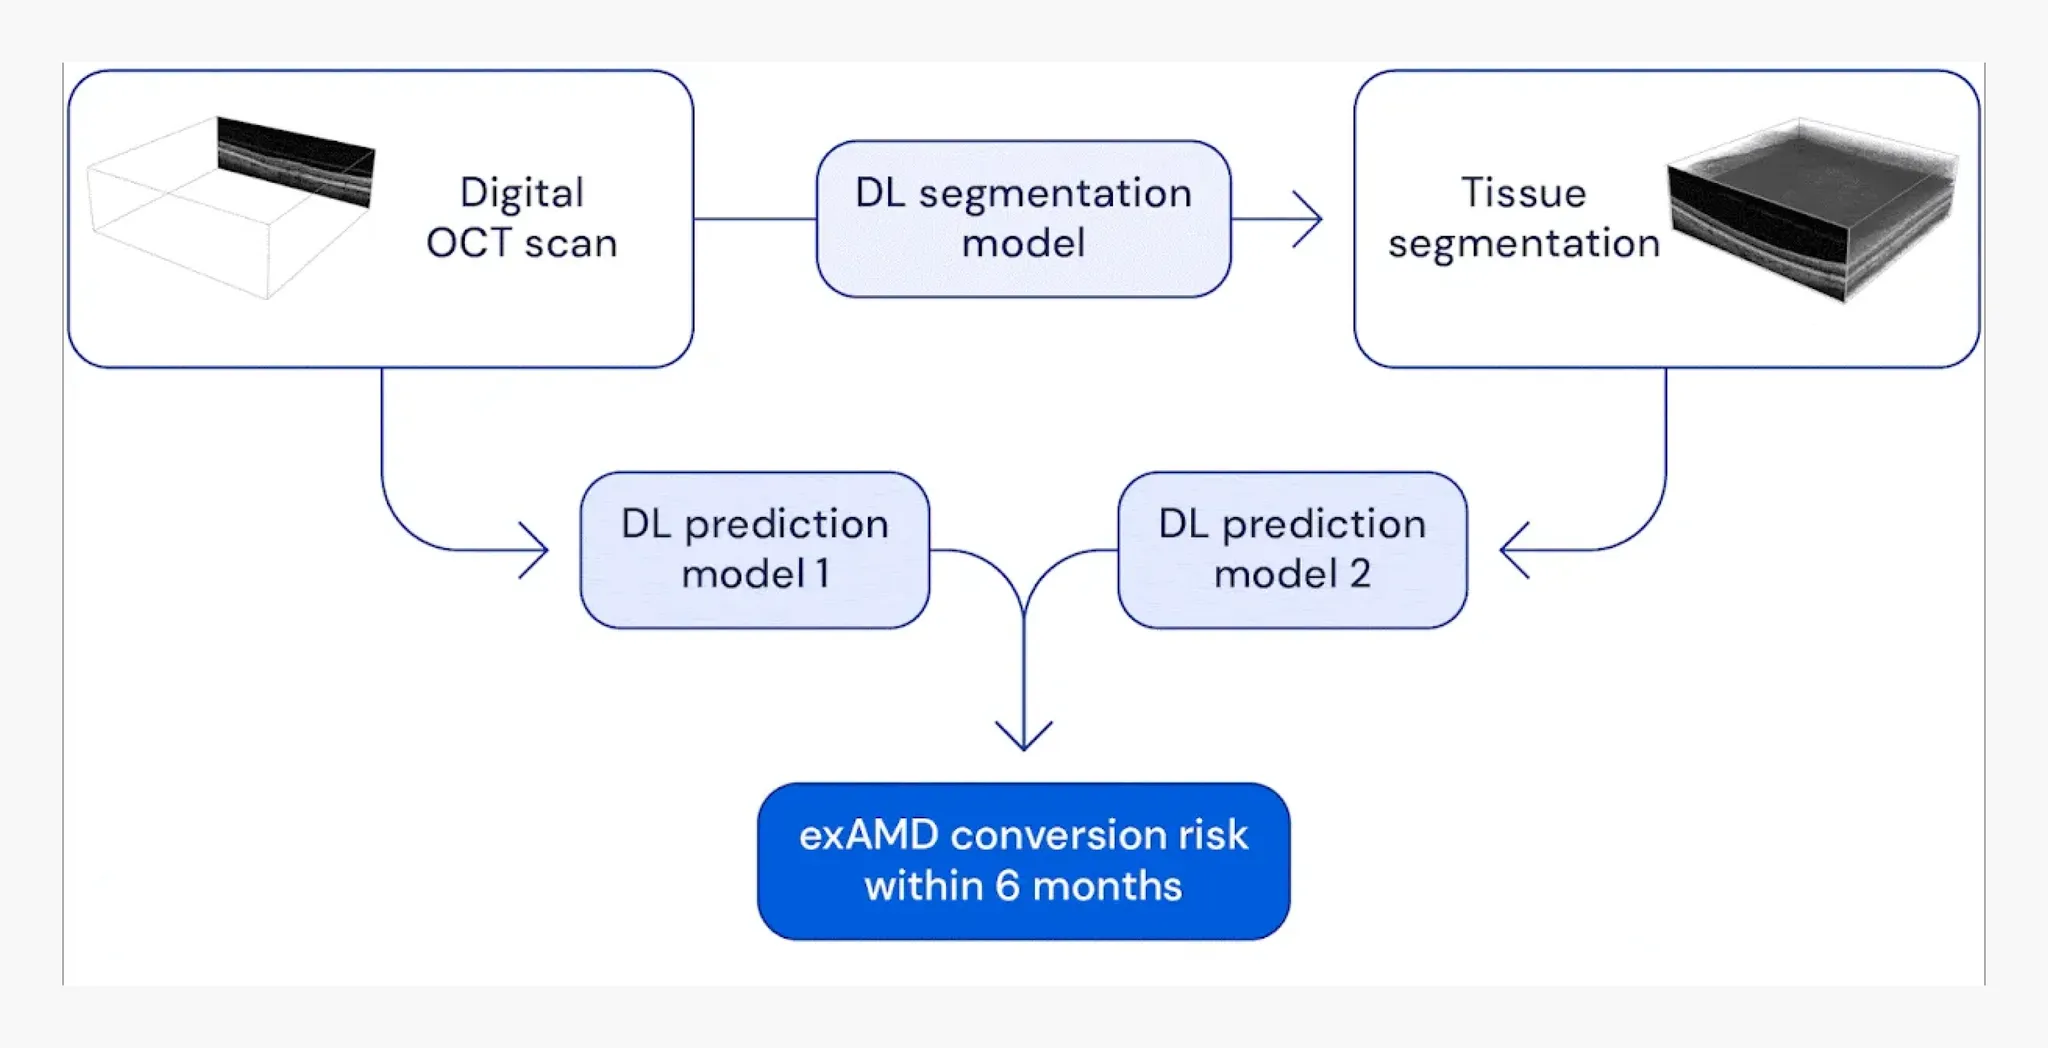 Digital
OCT scan
DL segmentation
model
Tissue
segmentation
DL prediction
model 1
DL prediction
model 2
exAMD conversion risk
within 6 months